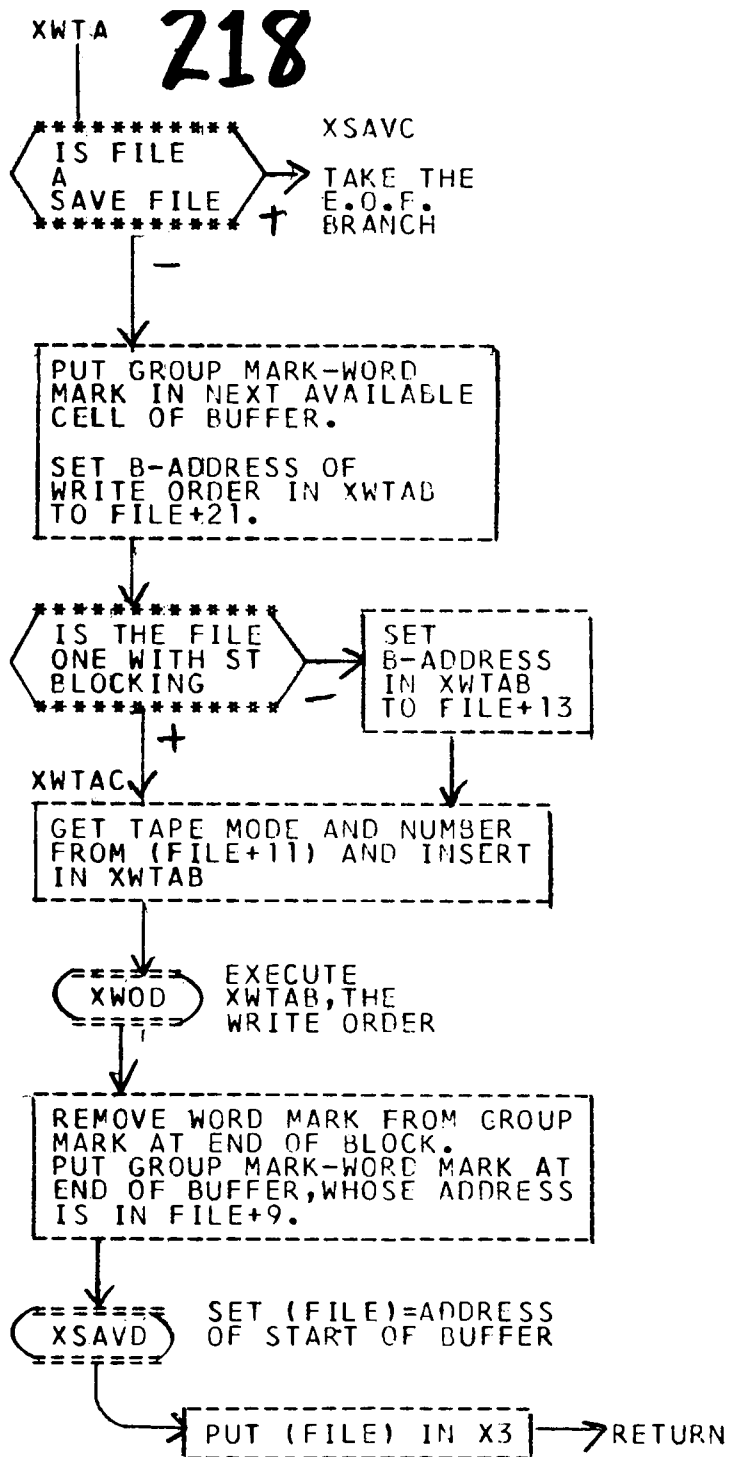 XWTA
218
IS FILE
A
SAVE FILE
+
XSAVC
TAKE THE
E.O.F.
BRANCH
-
PUT GROUP MARK-WORD
MARK IN NEXT AVAILABLE
CELL OF BUFFER.
SET B-ADDRESS OF
WRITE ORDER IN XWTAB
TO FILE+21.
IS THE FILE
ONE WITH ST
BLOCKING
-
SET
B-ADDRESS
IN XWTAB
TO FILE+13
+
XWTAC
GET TAPE MODE AND NUMBER
FROM (FILE+11) AND INSERT
IN XWTAB
XWOD
EXECUTE
XWTAB,THE
WRITE ORDER
REMOVE WORD MARK FROM GROUP
MARK AT END OF BLOCK.
PUT GROUP MARK-WORD MARK AT
END OF BUFFER,WHOSE ADDRESS
IS IN FILE+9.
XSAVD
SET (FILE)=ADDRESS
OF START OF BUFFER
PUT (FILE) IN X3
RETURN